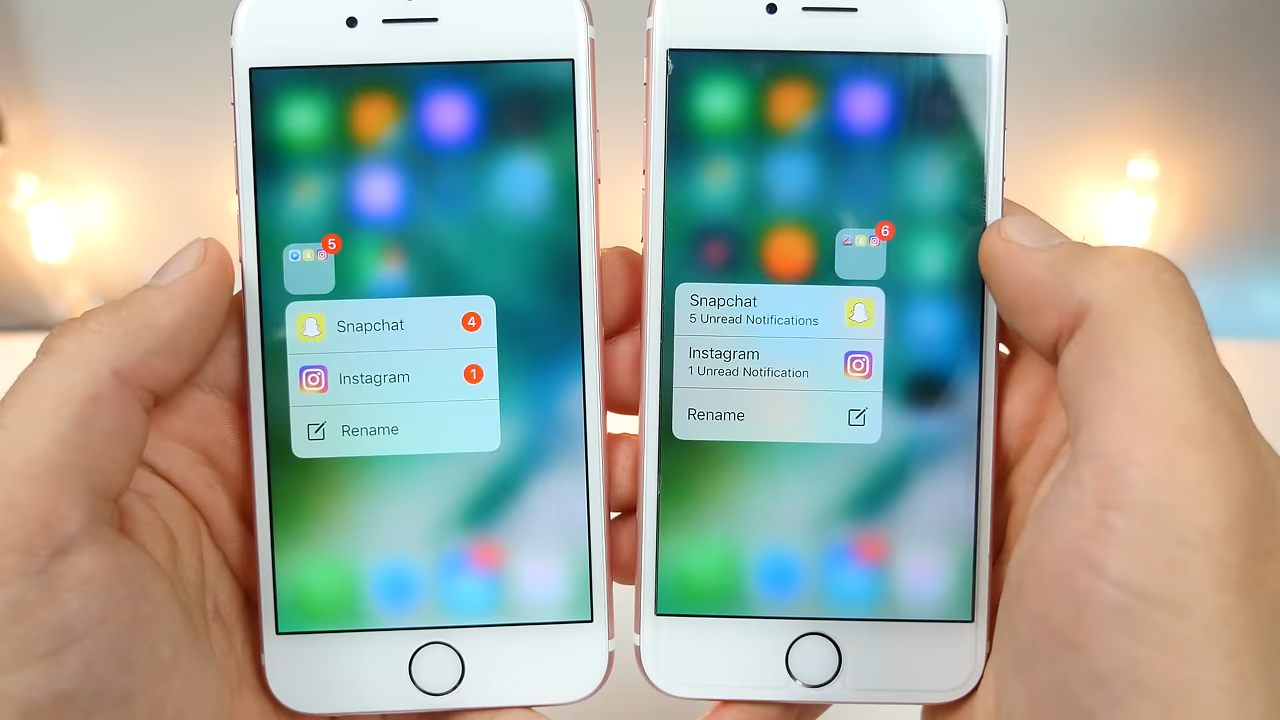 5
Snapchat 4
Instagram 1
Rename
6
Snapchat
5 Unread Notifications
Instagram
1 Unread Notification
Rename